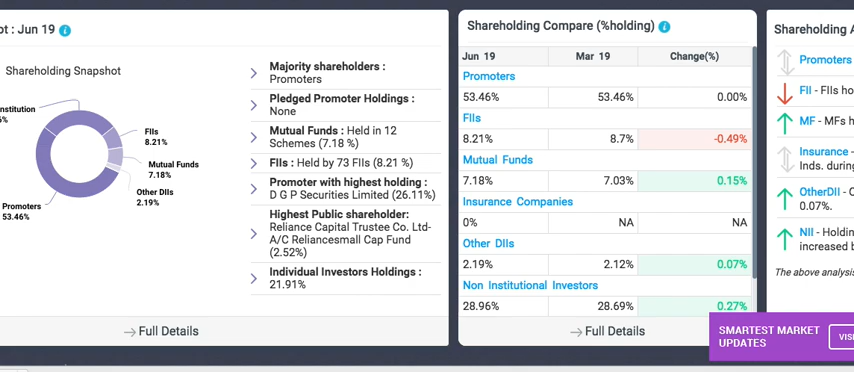 ot : Jun 19
Shareholding Snapshot
nstitution
6%
FIIs
8.21%
Mutual Funds
7.18%
Other DIIs
2.19%
Promoters
53.46%
Majority shareholders :
Promoters
Pledged Promoter Holdings :
None
Mutual Funds : Held in 12
Schemes (7.18 %)
FIIs : Held by 73 FIIs (8.21 %)
Promoter with highest holding :
D G P Securities Limited (26.11%)
Highest Public shareholder:
Reliance Capital Trustee Co. Ltd-
A/C Reliancesmall Cap Fund
(2.52%)
Individual Investors Holdings :
21.91%
Full Details
Shareholding Compare (%holding)
Jun 19 Mar 19 Change(%)
Promoters
53.46% 53.46% 0.00%
FIIs
8.21% 8.7% -0.49%
Mutual Funds
7.18% 7.03% 0.15%
Insurance Companies
0% NA NA
Other DIIs
2.19% 2.12% 0.07%
Non Institutional Investors
28.96% 28.69% 0.27%
Full Details
Shareholding A
Promoters
FII - FIIs ho
MF - MFs h
Insurance -
Inds. during
OtherDII - C
0.07%.
NII - Holdin
increased b
The above analysis
SMARTEST MARKET
UPDATES
VISI